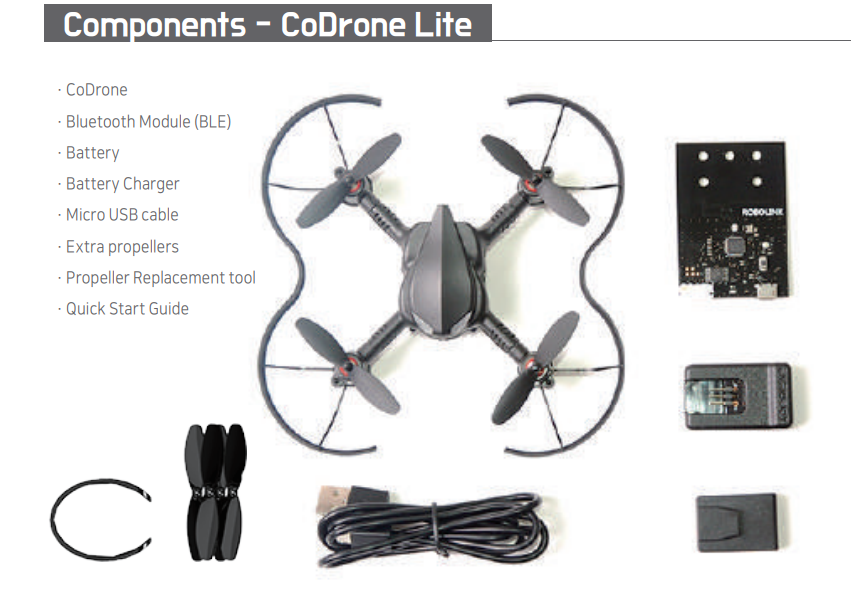 Components - CoDrone Lite
· CoDrone
· Bluetooth Module (BLE)
· Battery
· Battery Charger
· Micro USB cable
· Extra propellers
· Propeller Replacement tool
· Quick Start Guide
ROBOLINK